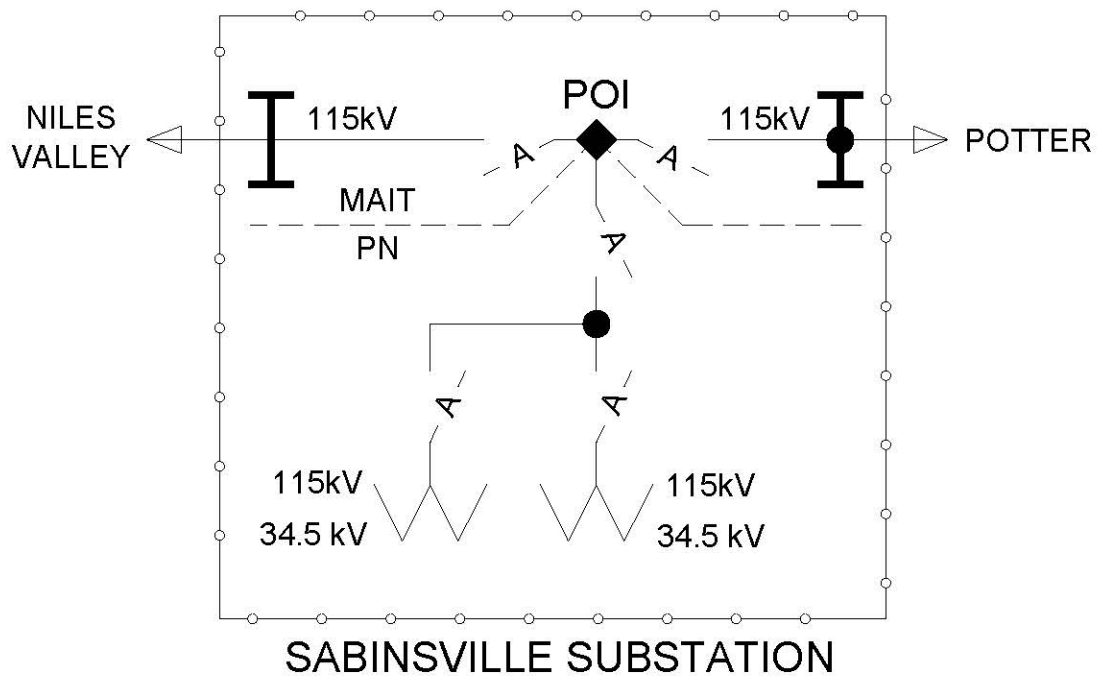 NILES
VALLEY
115kV
POI
115kV
POTTER
A
A
MAIT
PN
A
A
A
115kV
34.5 kV
115kV
34.5 kV
SABINSVILLE SUBSTATION